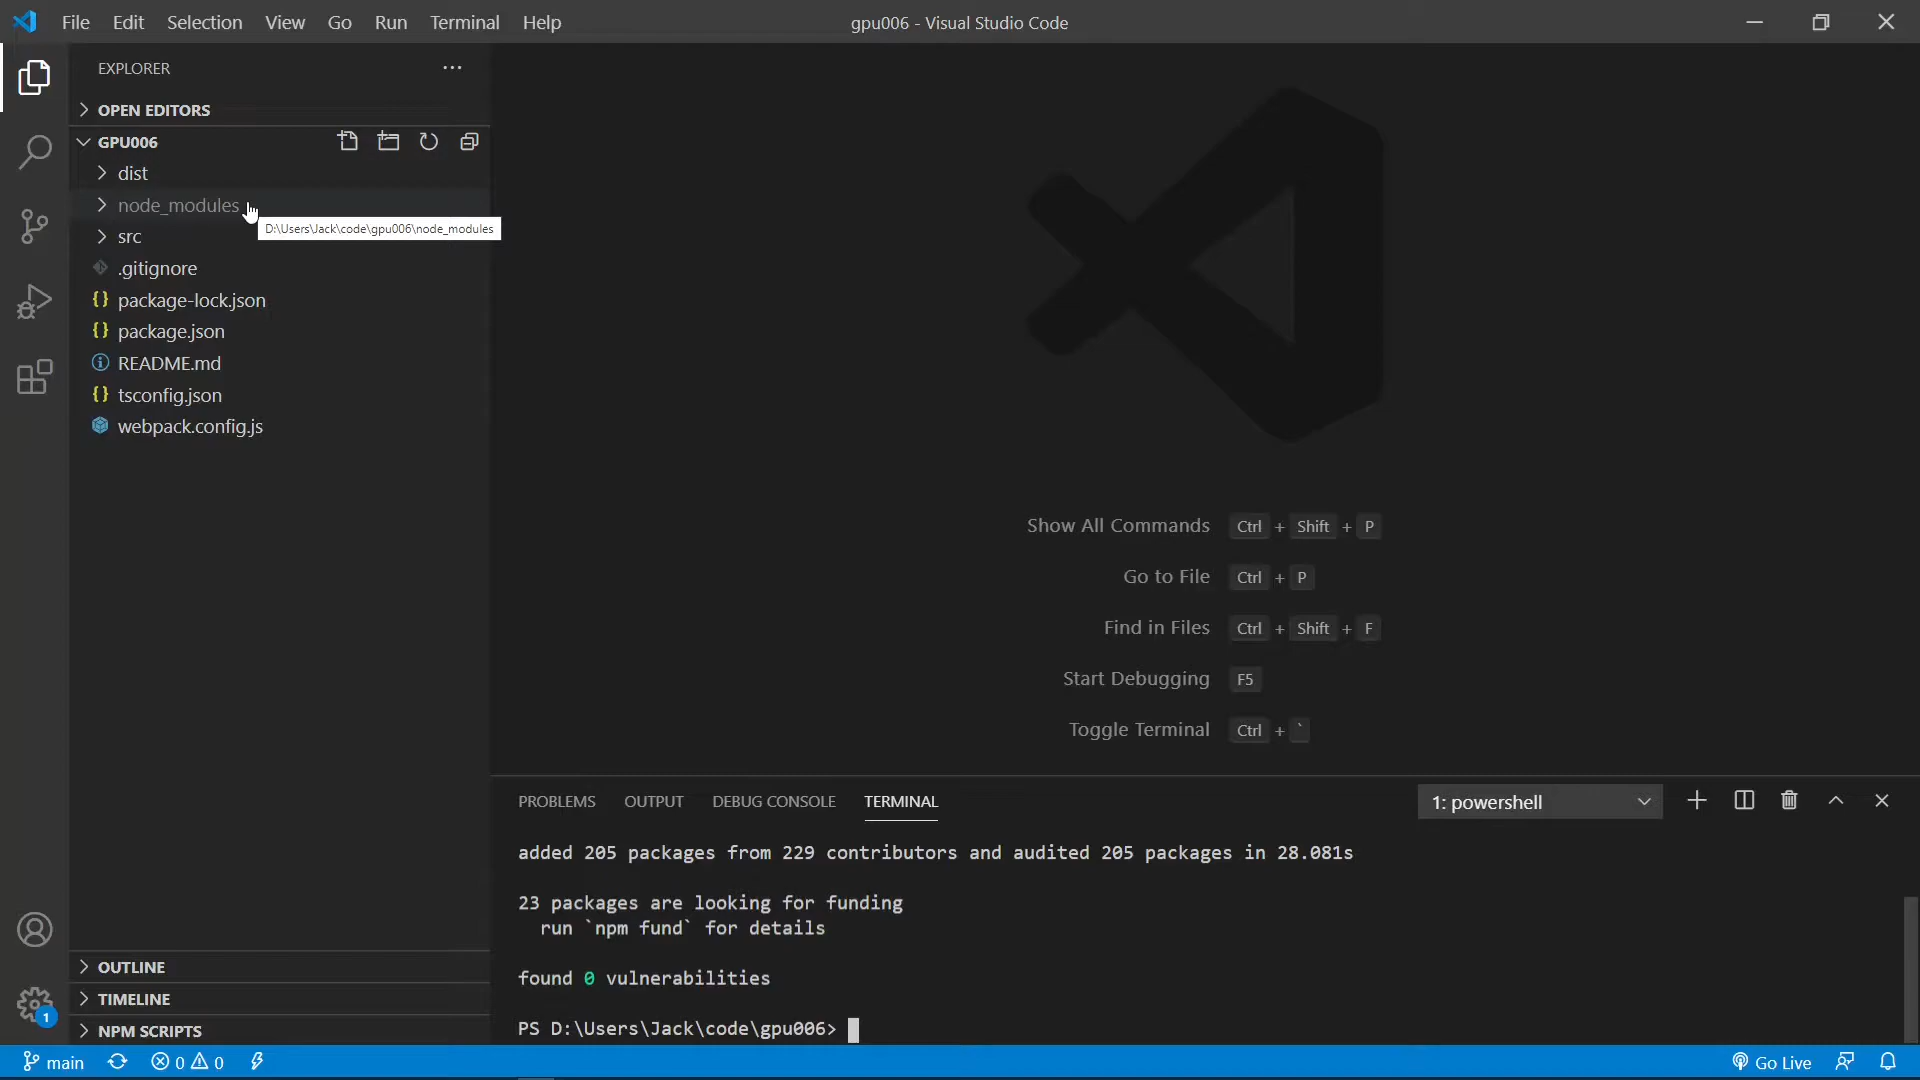 File Edit Selection View Go Run Terminal Help
gpu006 - Visual Studio Code
EXPLORER
OPEN EDITORS
GPU006
dist
node_modules
D:\Users\Jack\code\gpu006\node_modules
src
.gitignore
package-lock.json
package.json
README.md
tsconfig.json
webpack.config.js
Show All Commands Ctrl + Shift + P
Go to File Ctrl + P
Find in Files Ctrl + Shift + F
Start Debugging F5
Toggle Terminal Ctrl + `
PROBLEMS OUTPUT DEBUG CONSOLE TERMINAL
1: powershell
added 205 packages from 229 contributors and audited 205 packages in 28.081s
23 packages are looking for funding
run `npm fund` for details
found 0 vulnerabilities
PS D:\Users\Jack\code\gpu006>
OUTLINE
TIMELINE
NPM SCRIPTS
1
main 0 0
Go Live